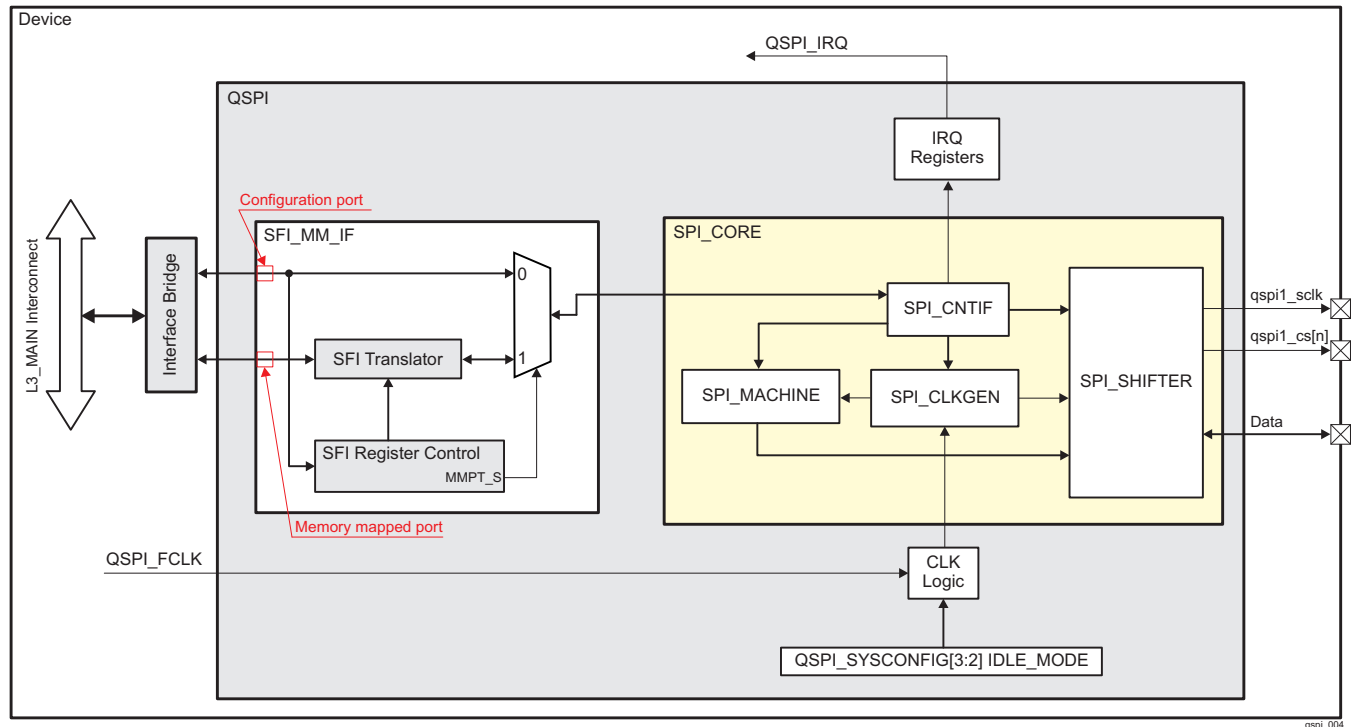 Device
QSPI_IRQ
QSPI
IRQ
Registers
Configuration port
SFI_MM_IF
SPI_CORE
L3_MAIN Interconnect
Interface Bridge
0
SPI_CNTIF
qspi1_sclk
qspi1_cs[n]
SFI Translator
1
SPI_MACHINE
SPI_CLKGEN
SPI_SHIFTER
Data
SFI Register Control
MMPT_S
Memory mapped port
QSPI_FCLK
CLK
Logic
QSPI_SYSCONFIG[3:2] IDLE_MODE
qspi_004